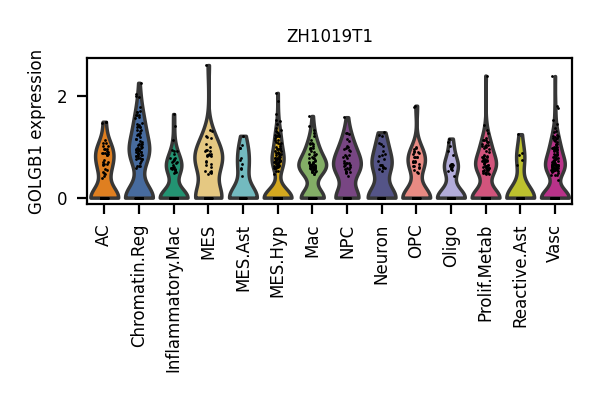 ZH1019T1
GOLGB1 expression
2
0
AC
Chromatin.Reg
Inflammatory.Mac
MES
MES.Ast
MES.Hyp
Mac
NPC
Neuron
OPC
Oligo
Prolif.Metab
Reactive.Ast
Vasc